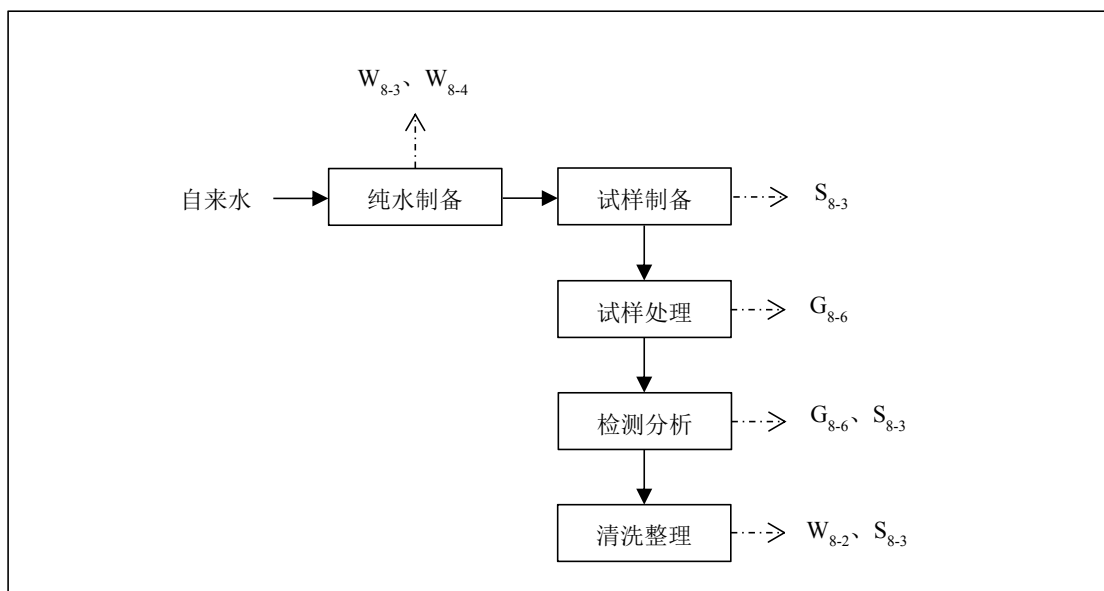 W8-3、W8-4
自来水
纯水制备
试样制备
S8-3
试样处理
G8-6
检测分析
G8-6、S8-3
清洗整理
W8-2、S8-3